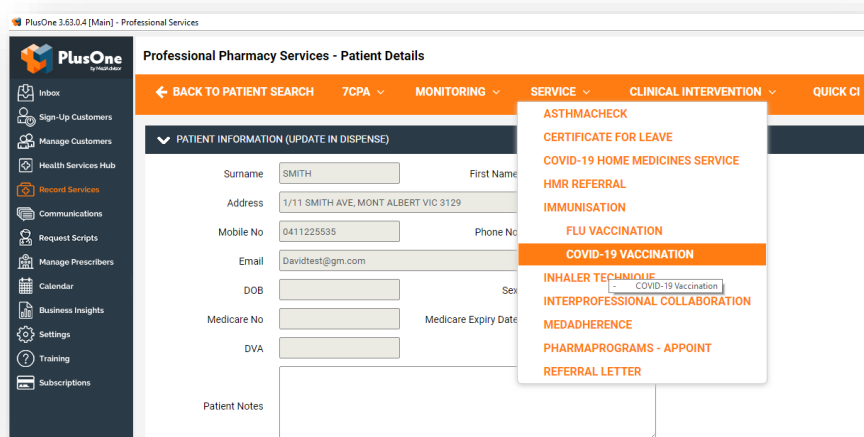 PlusOne 3.63.0.4 [Main] - Professional Services
PlusOne
by MedAdvisor
Professional Pharmacy Services - Patient Details
BACK TO PATIENT SEARCH 7CPA MONITORING SERVICE CLINICAL INTERVENTION QUICK CI
Inbox
Sign-Up Customers
Manage Customers
Health Services Hub
Record Services
Communications
Request Scripts
Manage Prescribers
Calendar
Business Insights
Settings
Training
Subscriptions
PATIENT INFORMATION (UPDATE IN DISPENSE)
Surname SMITH First Name
Address 1/11 SMITH AVE, MONT ALBERT VIC 3129
Mobile No 0411225535 Phone No
Email Davidtest@gm.com
DOB Sex
Medicare No Medicare Expiry Date
DVA
Patient Notes
ASTHMACHECK
CERTIFICATE FOR LEAVE
COVID-19 HOME MEDICINES SERVICE
HMR REFERRAL
IMMUNISATION
FLU VACCINATION
COVID-19 VACCINATION
INHALER TECHNIQUE
- COVID-19 Vaccination
INTERPROFESSIONAL COLLABORATION
MEDADHERENCE
PHARMAPROGRAMS - APPOINT
REFERRAL LETTER